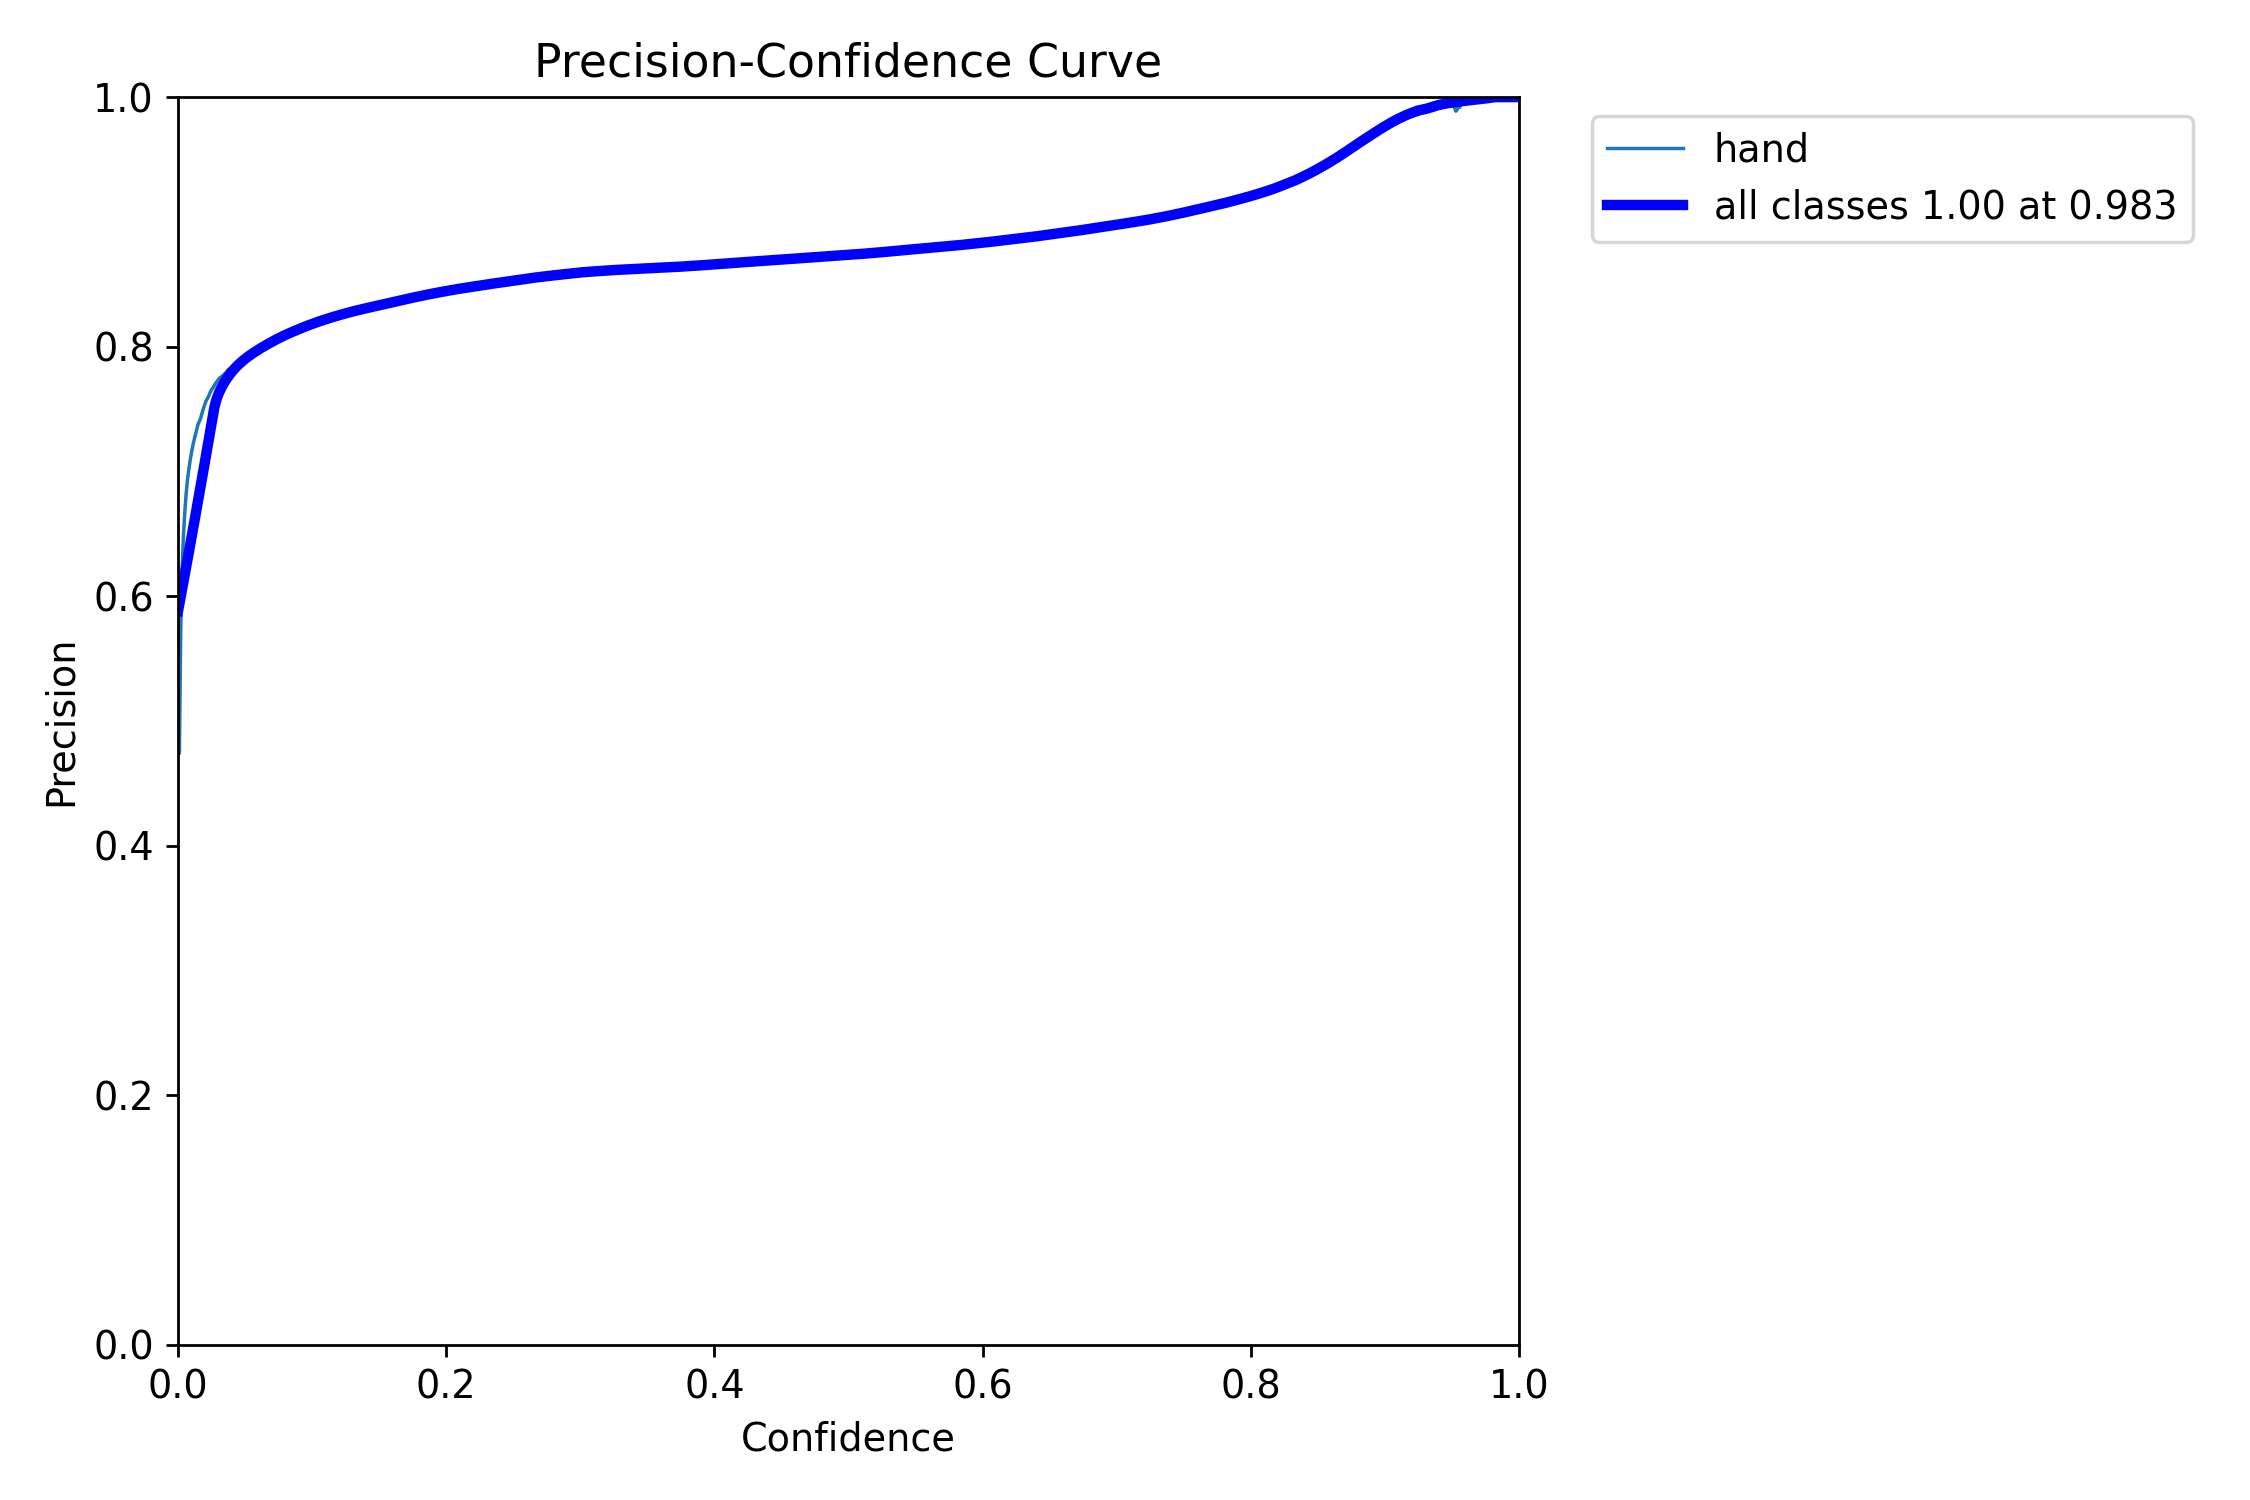 Precision-Confidence Curve
hand
all classes 1.00 at 0.983
Precision
1.0
0.8
0.6
0.4
0.2
0.0
0.0 0.2 0.4 0.6 0.8 1.0
Confidence